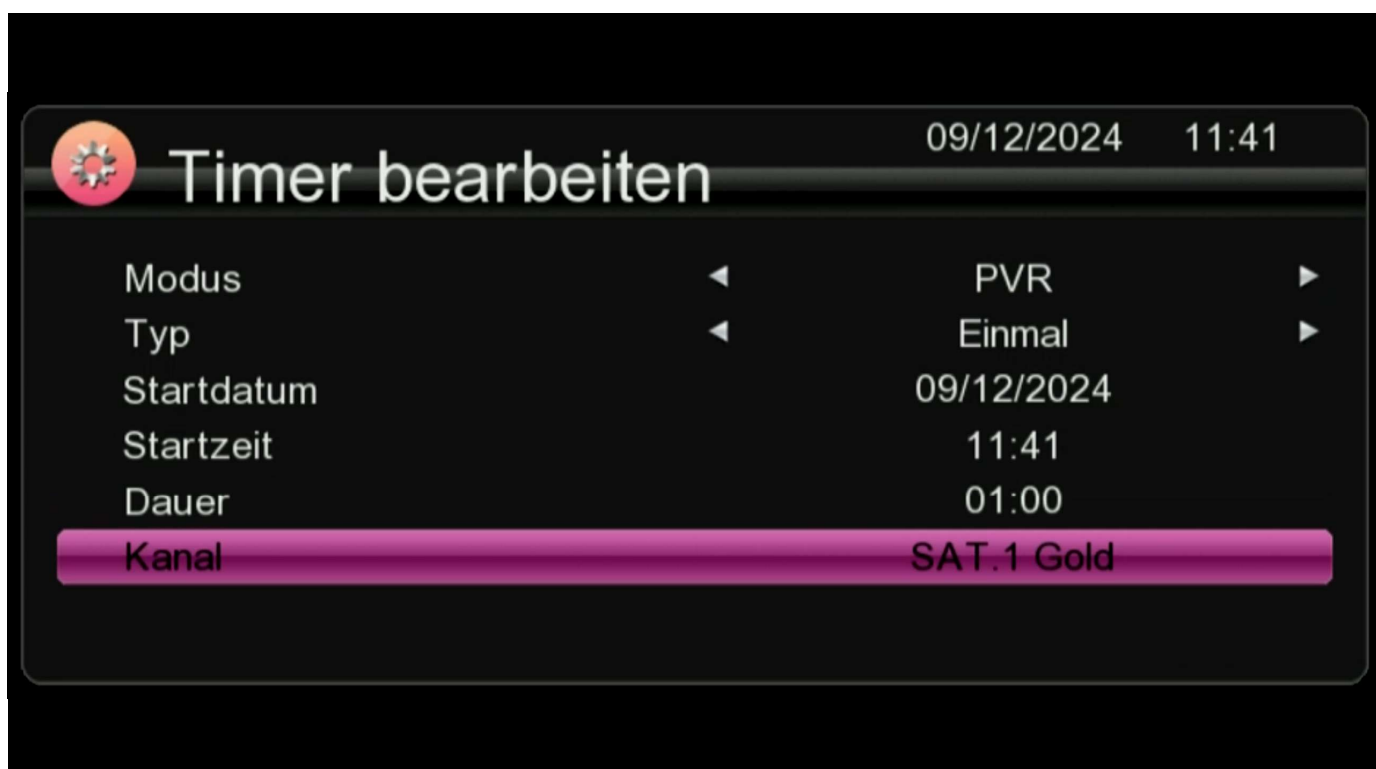 09/12/2024 11:41
Timer bearbeiten
Modus PVR
Typ Einmal
Startdatum 09/12/2024
Startzeit 11:41
Dauer 01:00
Kanal SAT.1 Gold